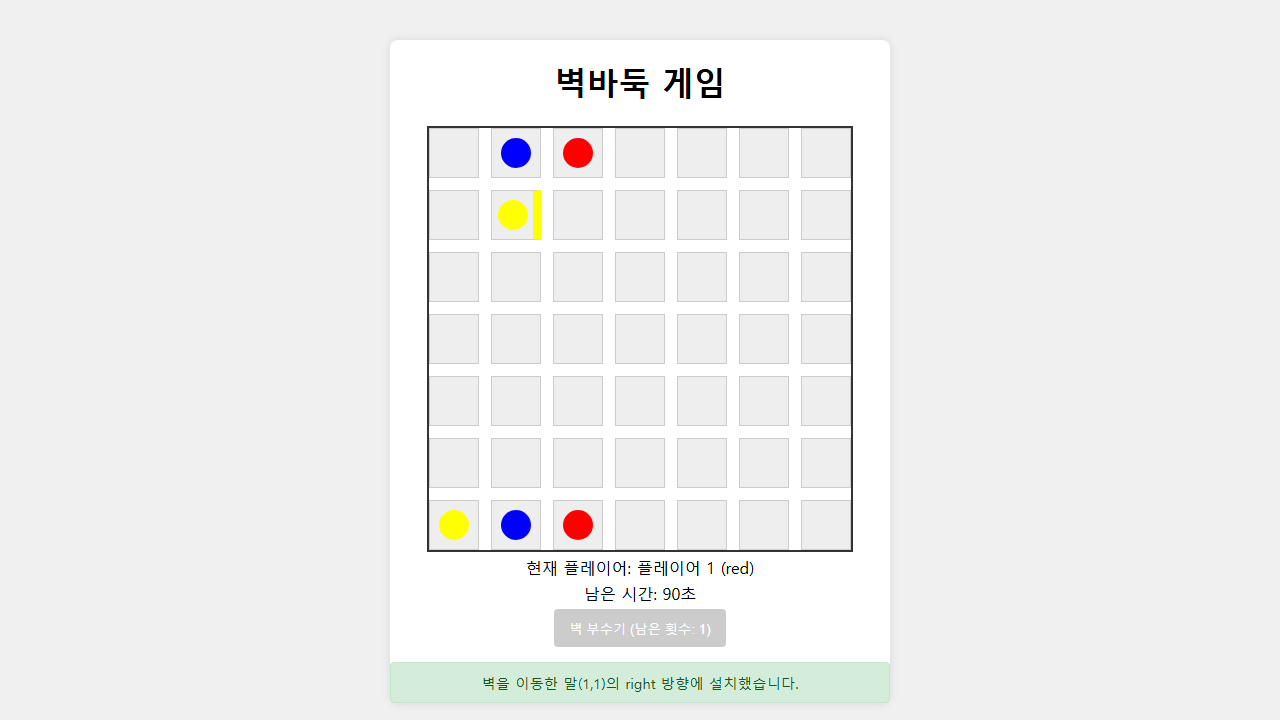 벽바둑 게임
현재 플레이어: 플레이어 1 (red)
남은 시간: 90초
벽 부수기 (남은 횟수: 1)
벽을 이동한 말(1,1)의 right 방향에 설치했습니다.